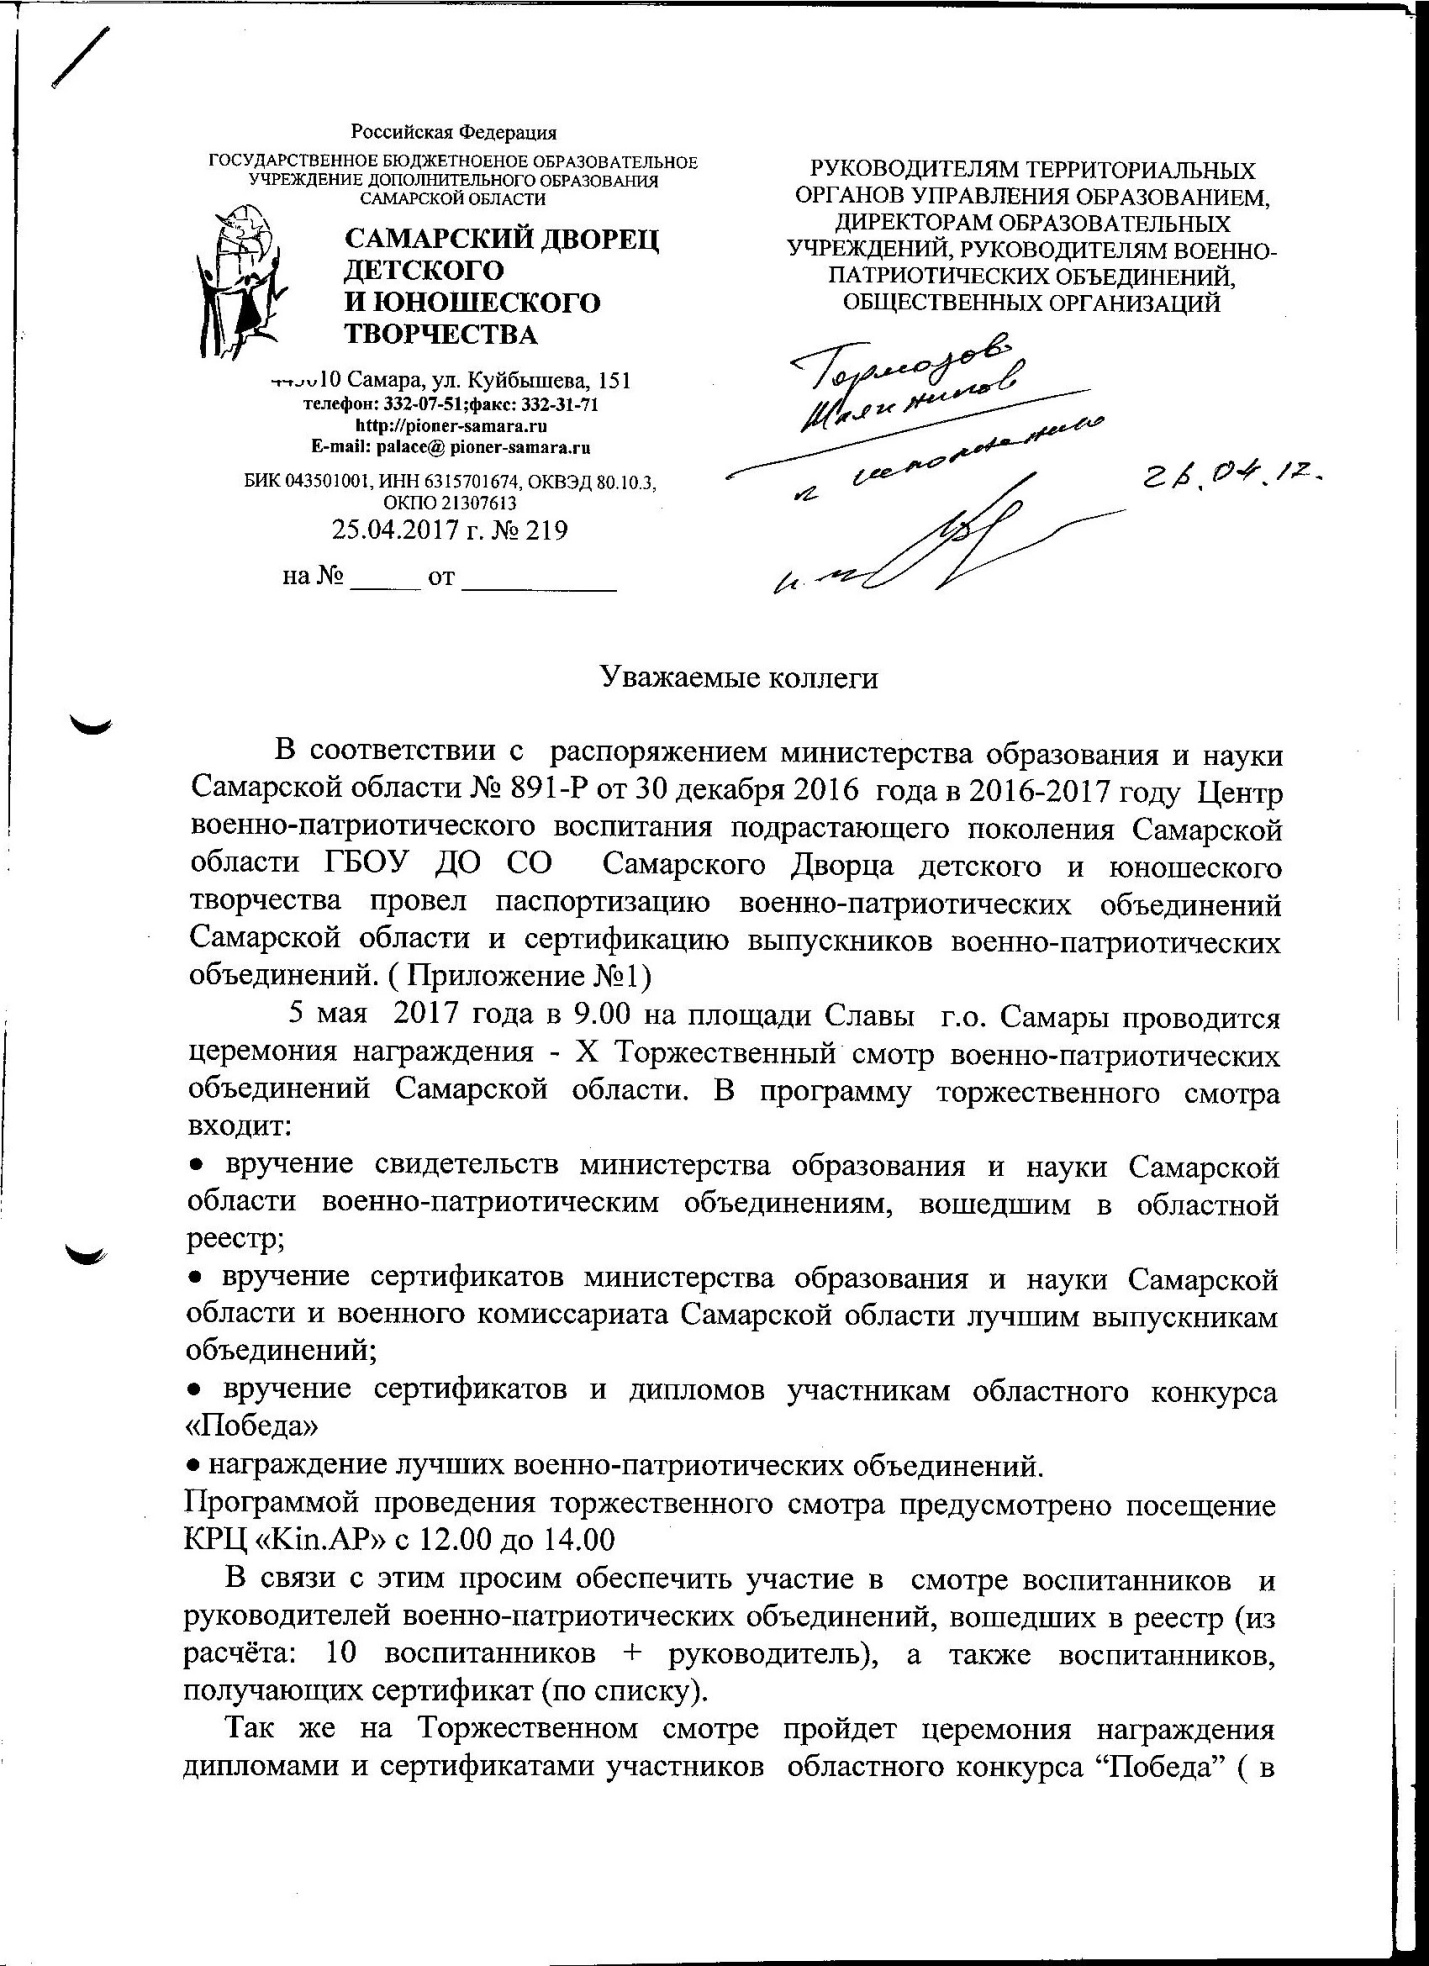 Российская Федерация
ГОСУДАРСТВЕННОЕ БЮДЖЕТНОЕНОЕ ОБРАЗОВАТЕЛЬНОЕ
УЧРЕЖДЕНИЕ ДОПОЛНИТЕЛЬНОГО ОБРАЗОВАНИЯ
САМАРСКОЙ ОБЛАСТИ
САМАРСКИЙ ДВОРЕЦ
ДЕТСКОГО
И ЮНОШЕСКОГО
ТВОРЧЕСТВА
443010 Самара, ул. Куйбышева, 151
телефон: 332-07-51;факс: 332-31-71
http://pioner-samara.ru
E-mail: palace@ pioner-samara.ru
БИК 043501001, ИНН 6315701674, ОКВЭД 80.10.3,
ОКПО 21307613
25.04.2017 г. № 219
на № _____ от ___________
РУКОВОДИТЕЛЯМ ТЕРРИТОРИАЛЬНЫХ
ОРГАНОВ УПРАВЛЕНИЯ ОБРАЗОВАНИЕМ,
ДИРЕКТОРАМ ОБРАЗОВАТЕЛЬНЫХ
УЧРЕЖДЕНИЙ, РУКОВОДИТЕЛЯМ ВОЕННО-
ПАТРИОТИЧЕСКИХ ОБЪЕДИНЕНИЙ,
ОБЩЕСТВЕННЫХ ОРГАНИЗАЦИЙ
к исполнению
Уважаемые коллеги
В соответствии с распоряжением министерства образования и науки
Самарской области № 891-Р от 30 декабря 2016 года в 2016-2017 году Центр
военно-патриотического воспитания подрастающего поколения Самарской
области ГБОУ ДО СО Самарского Дворца детского и юношеского
творчества провел паспортизацию военно-патриотических объединений
Самарской области и сертификацию выпускников военно-патриотических
объединений. ( Приложение №1)
5 мая 2017 года в 9.00 на площади Славы г.о. Самары проводится
церемония награждения - X Торжественный смотр военно-патриотических
объединений Самарской области. В программу торжественного смотра
входит:
● вручение свидетельств министерства образования и науки Самарской
области военно-патриотическим объединениям, вошедшим в областной
реестр;
● вручение сертификатов министерства образования и науки Самарской
области и военного комиссариата Самарской области лучшим выпускникам
объединений;
● вручение сертификатов и дипломов участникам областного конкурса
«Победа»
● награждение лучших военно-патриотических объединений.
Программой проведения торжественного смотра предусмотрено посещение
КРЦ «Kin.АР» с 12.00 до 14.00
В связи с этим просим обеспечить участие в смотре воспитанников и
руководителей военно-патриотических объединений, вошедших в реестр (из
расчёта: 10 воспитанников + руководитель), а также воспитанников,
получающих сертификат (по списку).
Так же на Торжественном смотре пройдет церемония награждения
дипломами и сертификатами участников областного конкурса “Победа” ( в